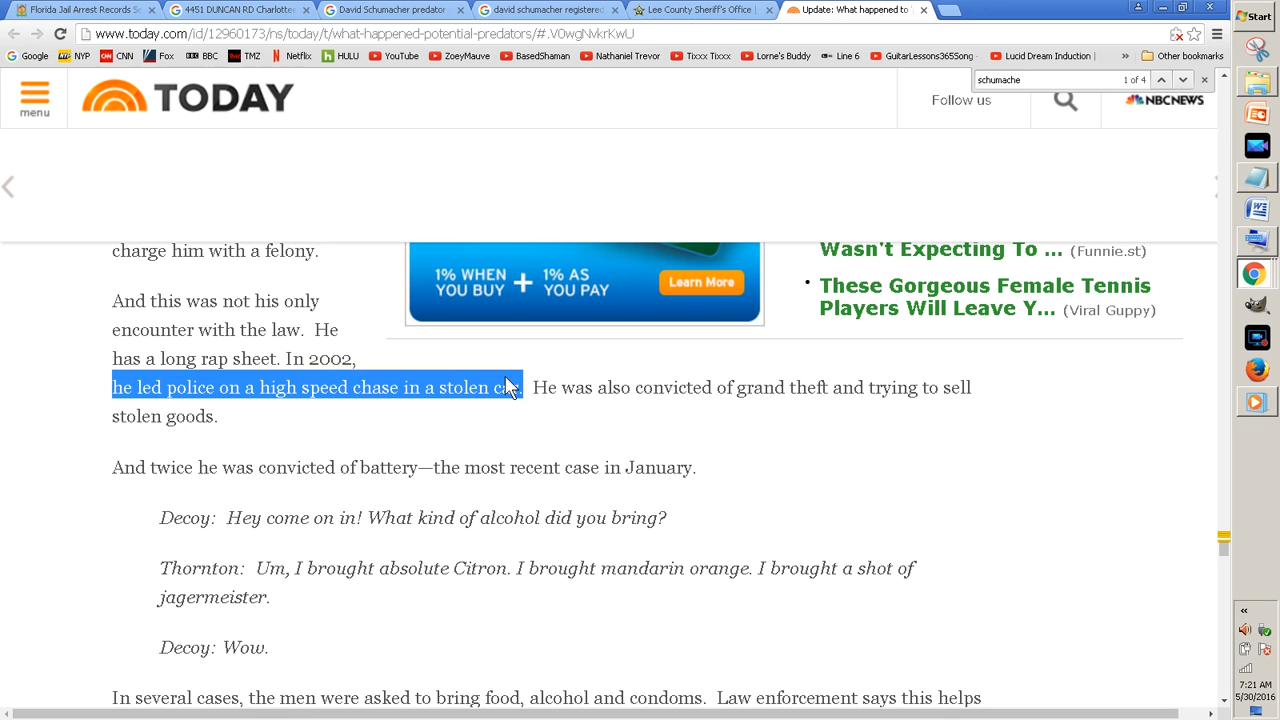 Florida Jail Arrest Records S
4451 DUNCAN RD Charlotte
David Schumacher predator
david schumacher registered
Lee County Sheriff's Office |
Update: What happened to '
www.today.com/id/12960173/ns/today/t/what-happened-potential-predators/#.V0wgNvkrKwU
Google
NYP
CNN
Fox
BBC
TMZ
Netflix
HULU
YouTube
ZoeyMauve
BasedShaman
Nathaniel Trevor
Tixxx Tixxx
Lorne's Buddy
Line 6
GuitarLessons365Song
Lucid Dream Induction |
»
Other bookmarks
Start
schumache
1 of 4
menu
TODAY
Follow us
NBCNEWS
charge him with a felony.
And this was not his only
encounter with the law.  He
has a long rap sheet. In 2002,
he led police on a high speed chase in a stolen  He was also convicted of grand theft and trying to sell
stolen goods.
And twice he was convicted of battery—the most recent case in January.
Decoy:  Hey come on in! What kind of alcohol did you bring?
Thornton:  Um, I brought absolute Citron. I brought mandarin orange. I brought a shot of
jagermeister.
Decoy: Wow.
In several cases, the men were asked to bring food, alcohol and condoms.  Law enforcement says this helps
1% WHEN
YOU BUY + 1% AS
YOU PAY
Learn More
Wasn't Expecting To ... (Funnie.st)
• These Gorgeous Female Tennis
Players Will Leave Y... (Viral Guppy)
«
7:21 AM
5/30/2016